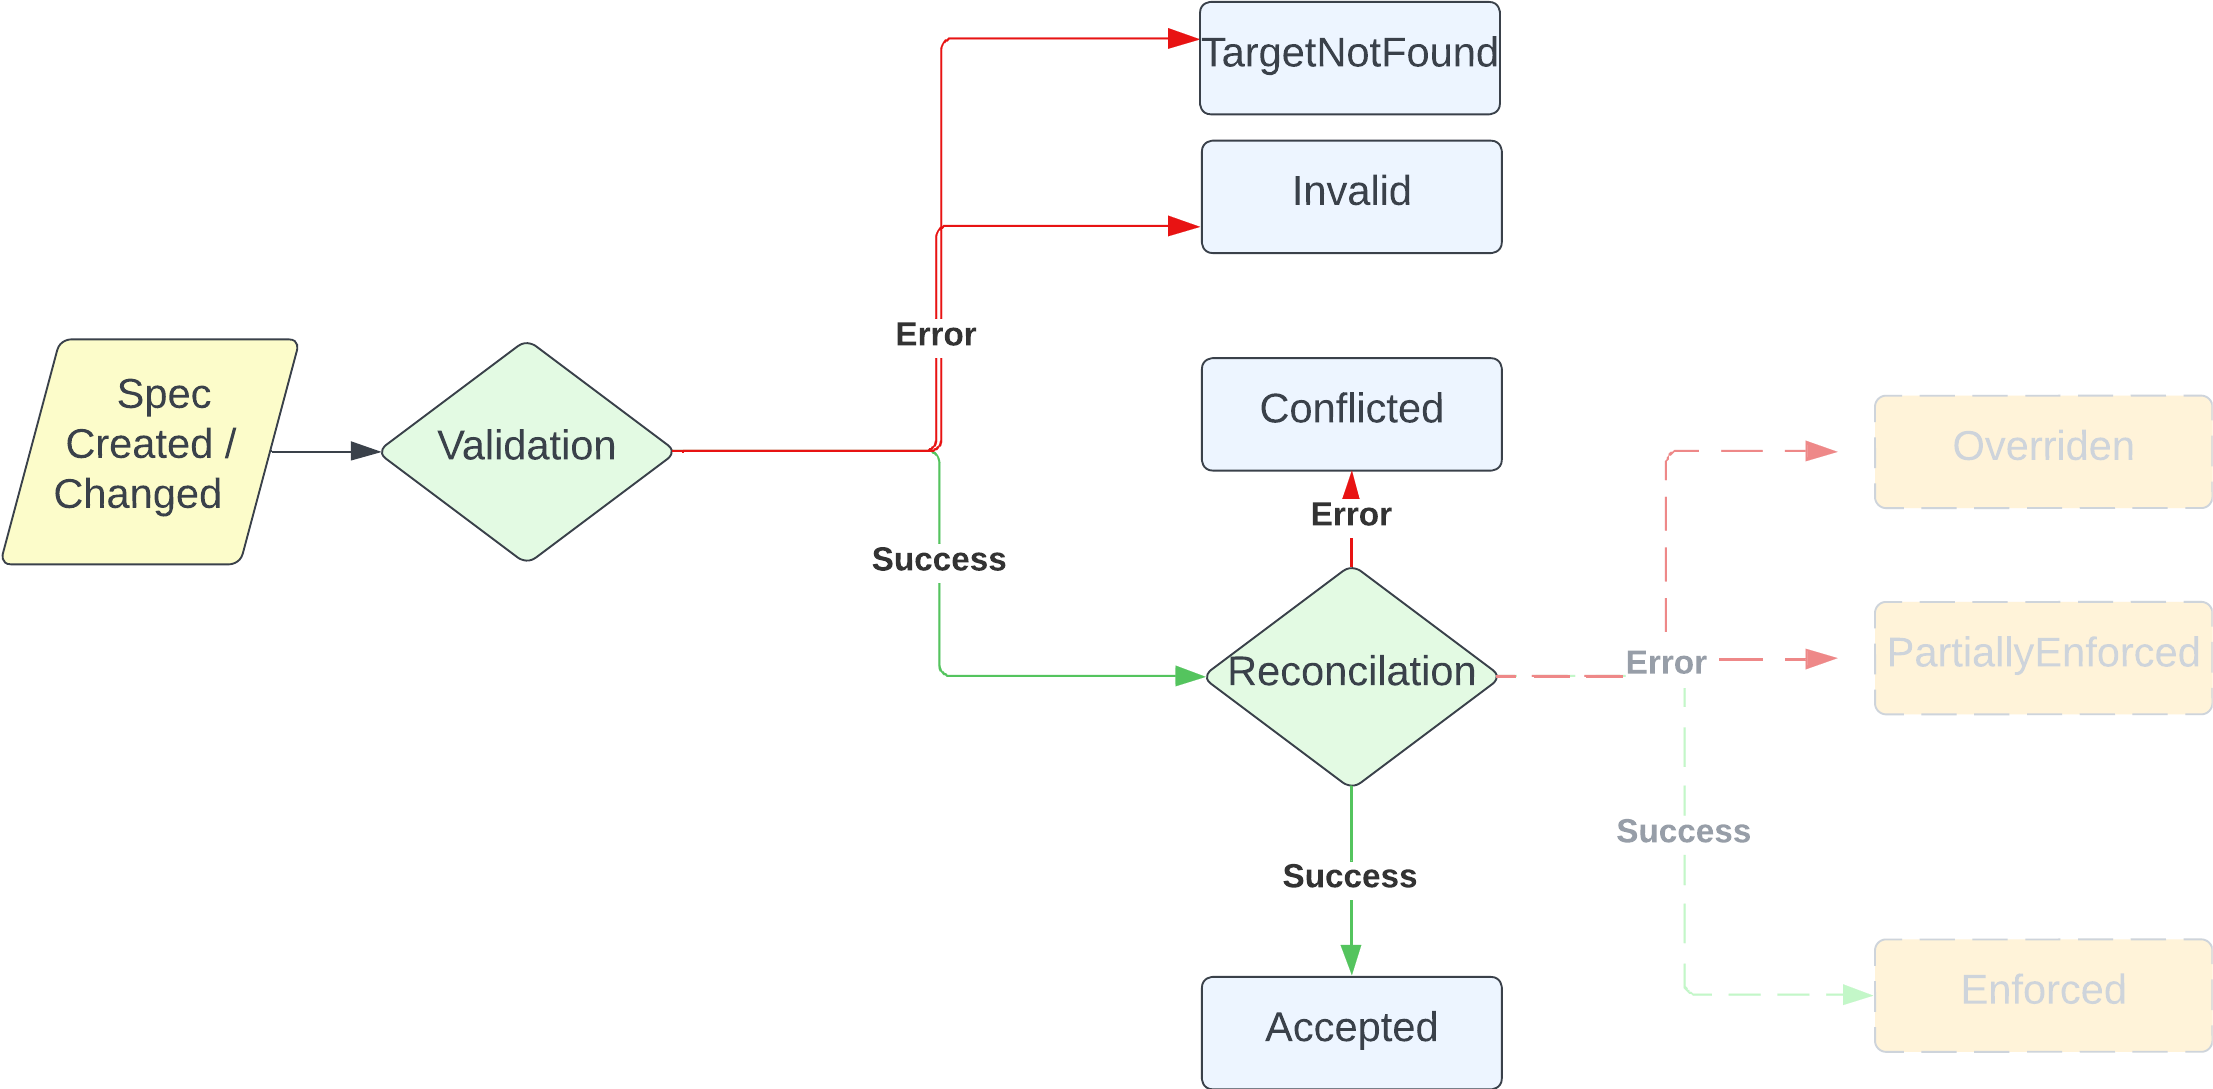 TargetNotFound
Invalid
Error
Spec
Created /
Changed
Validation
Conflicted
Overriden
Error
Success
Reconcilation
Error
PartiallyEnforced
Success
Success
Enforced
Accepted